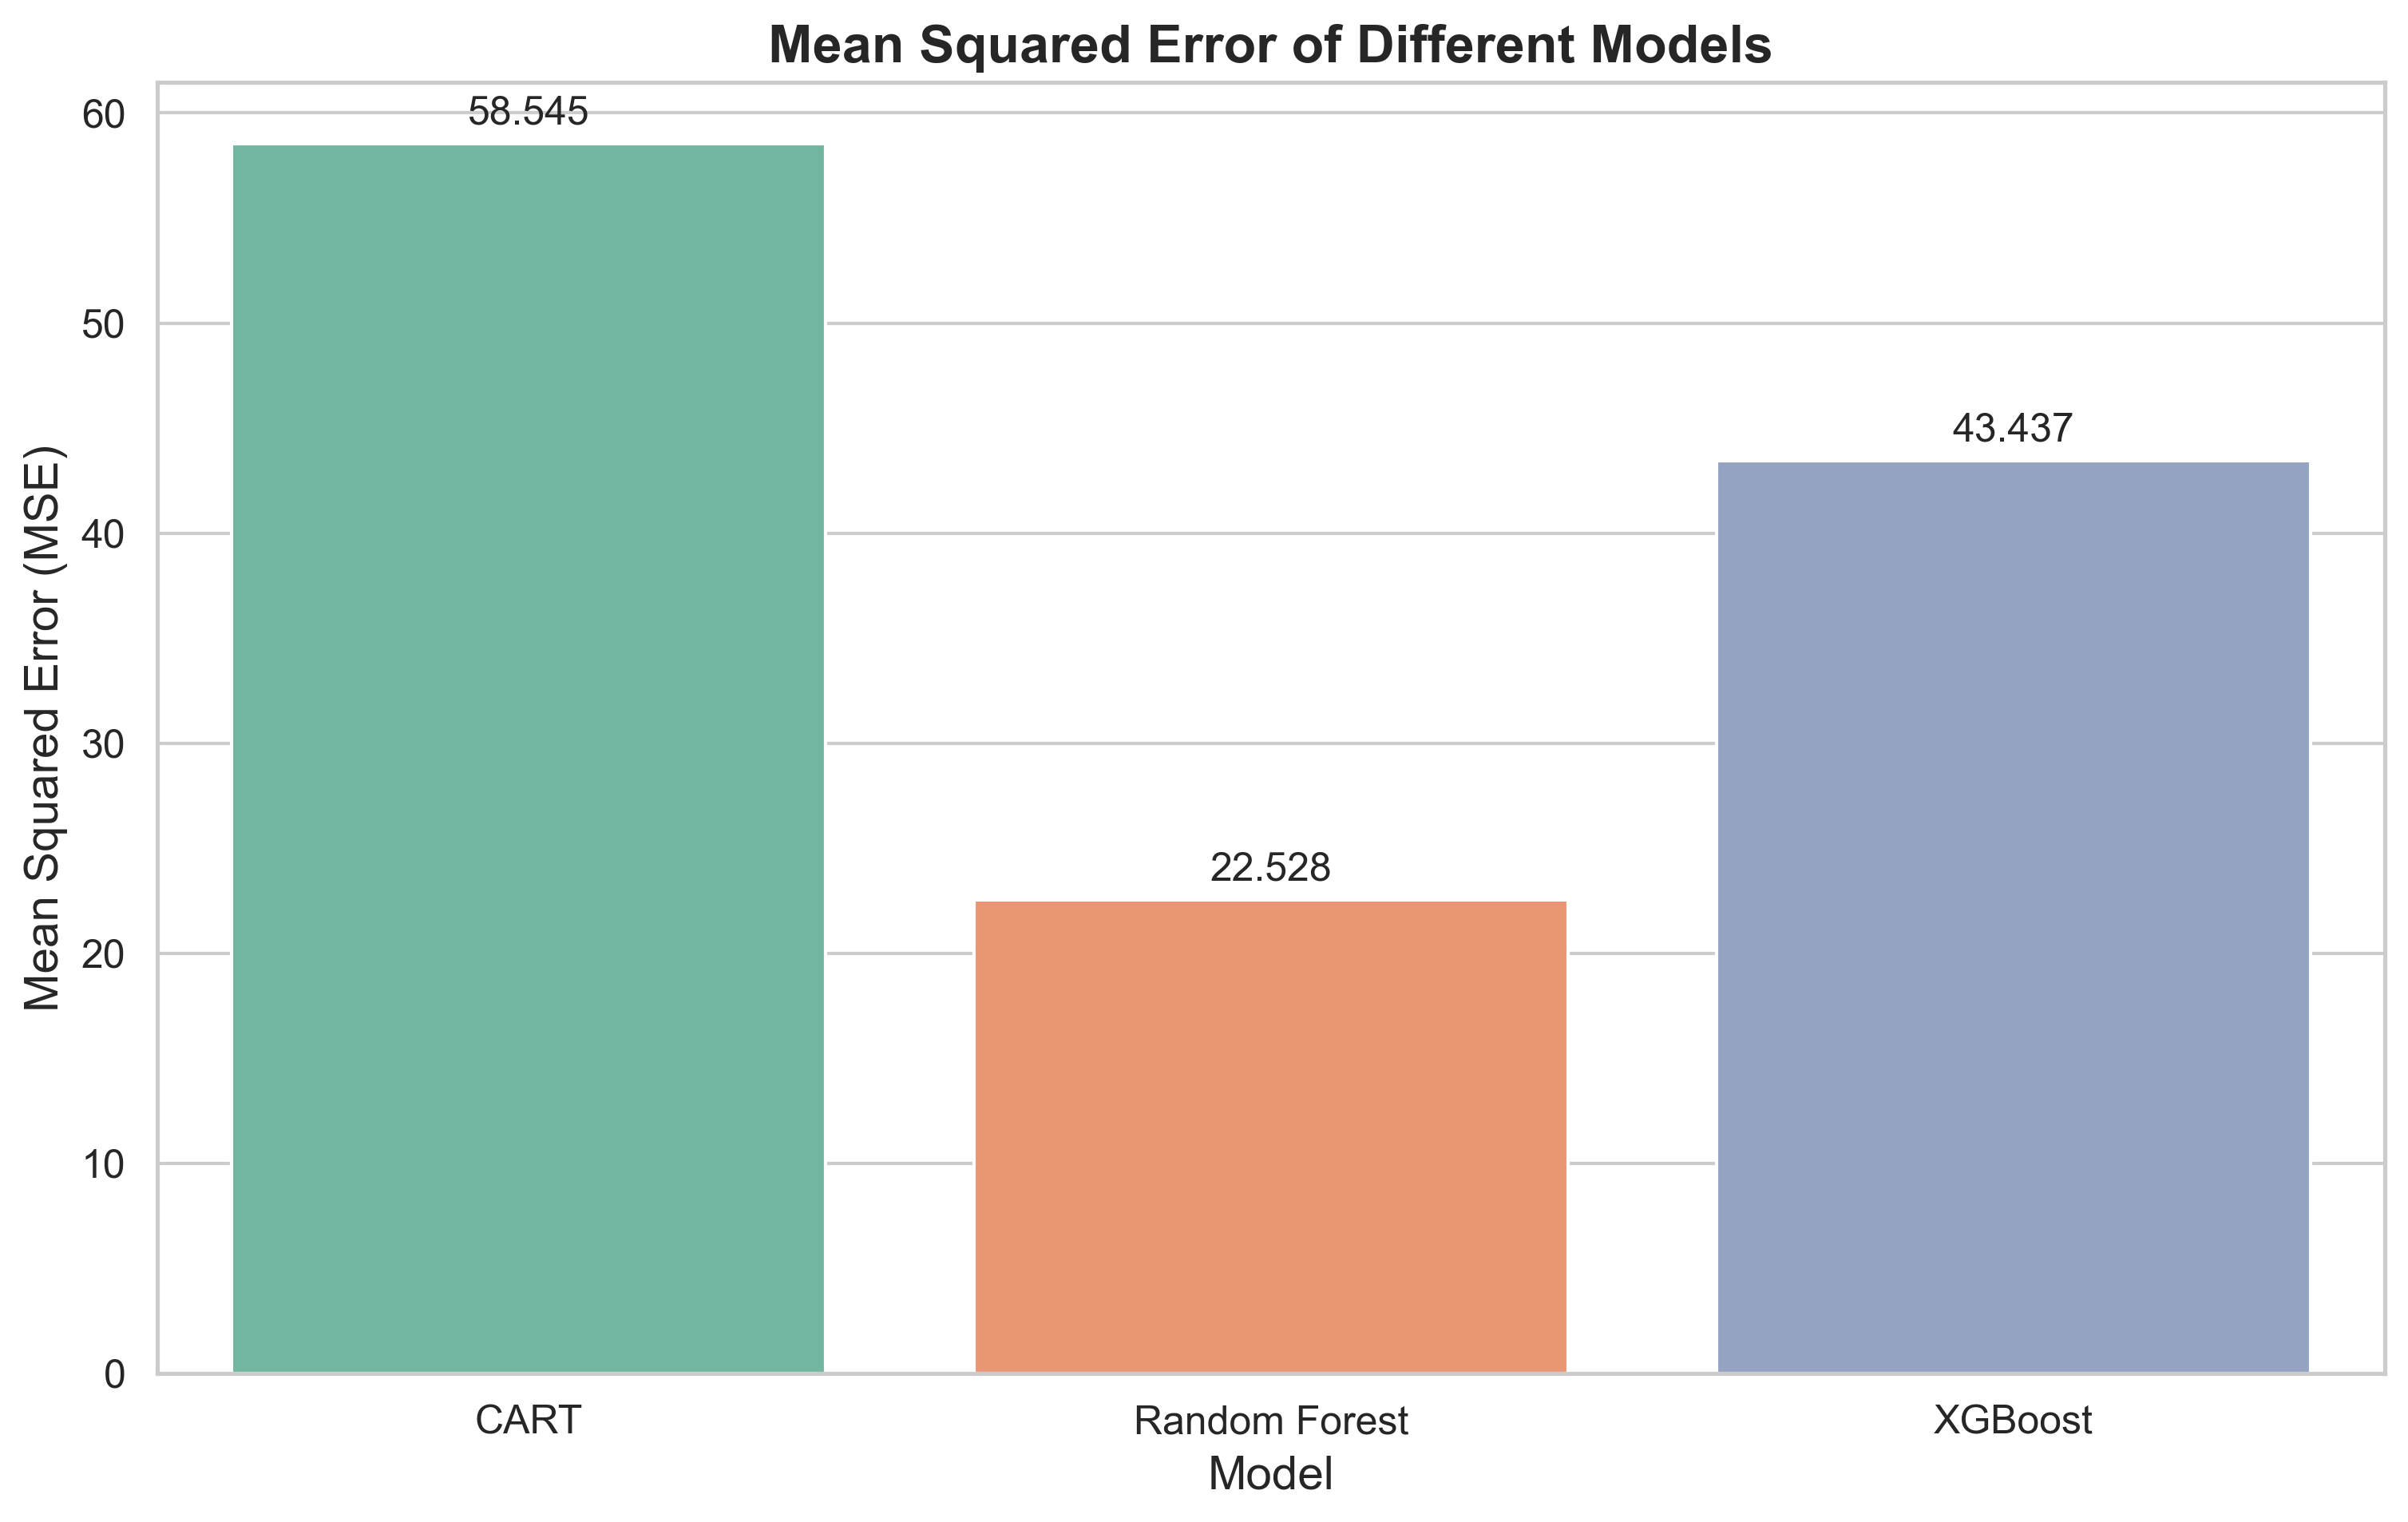 Mean Squared Error of Different Models
Mean Squared Error (MSE)
60
50
40
30
20
10
0
58.545
22.528
43.437
CART
Random Forest
XGBoost
Model